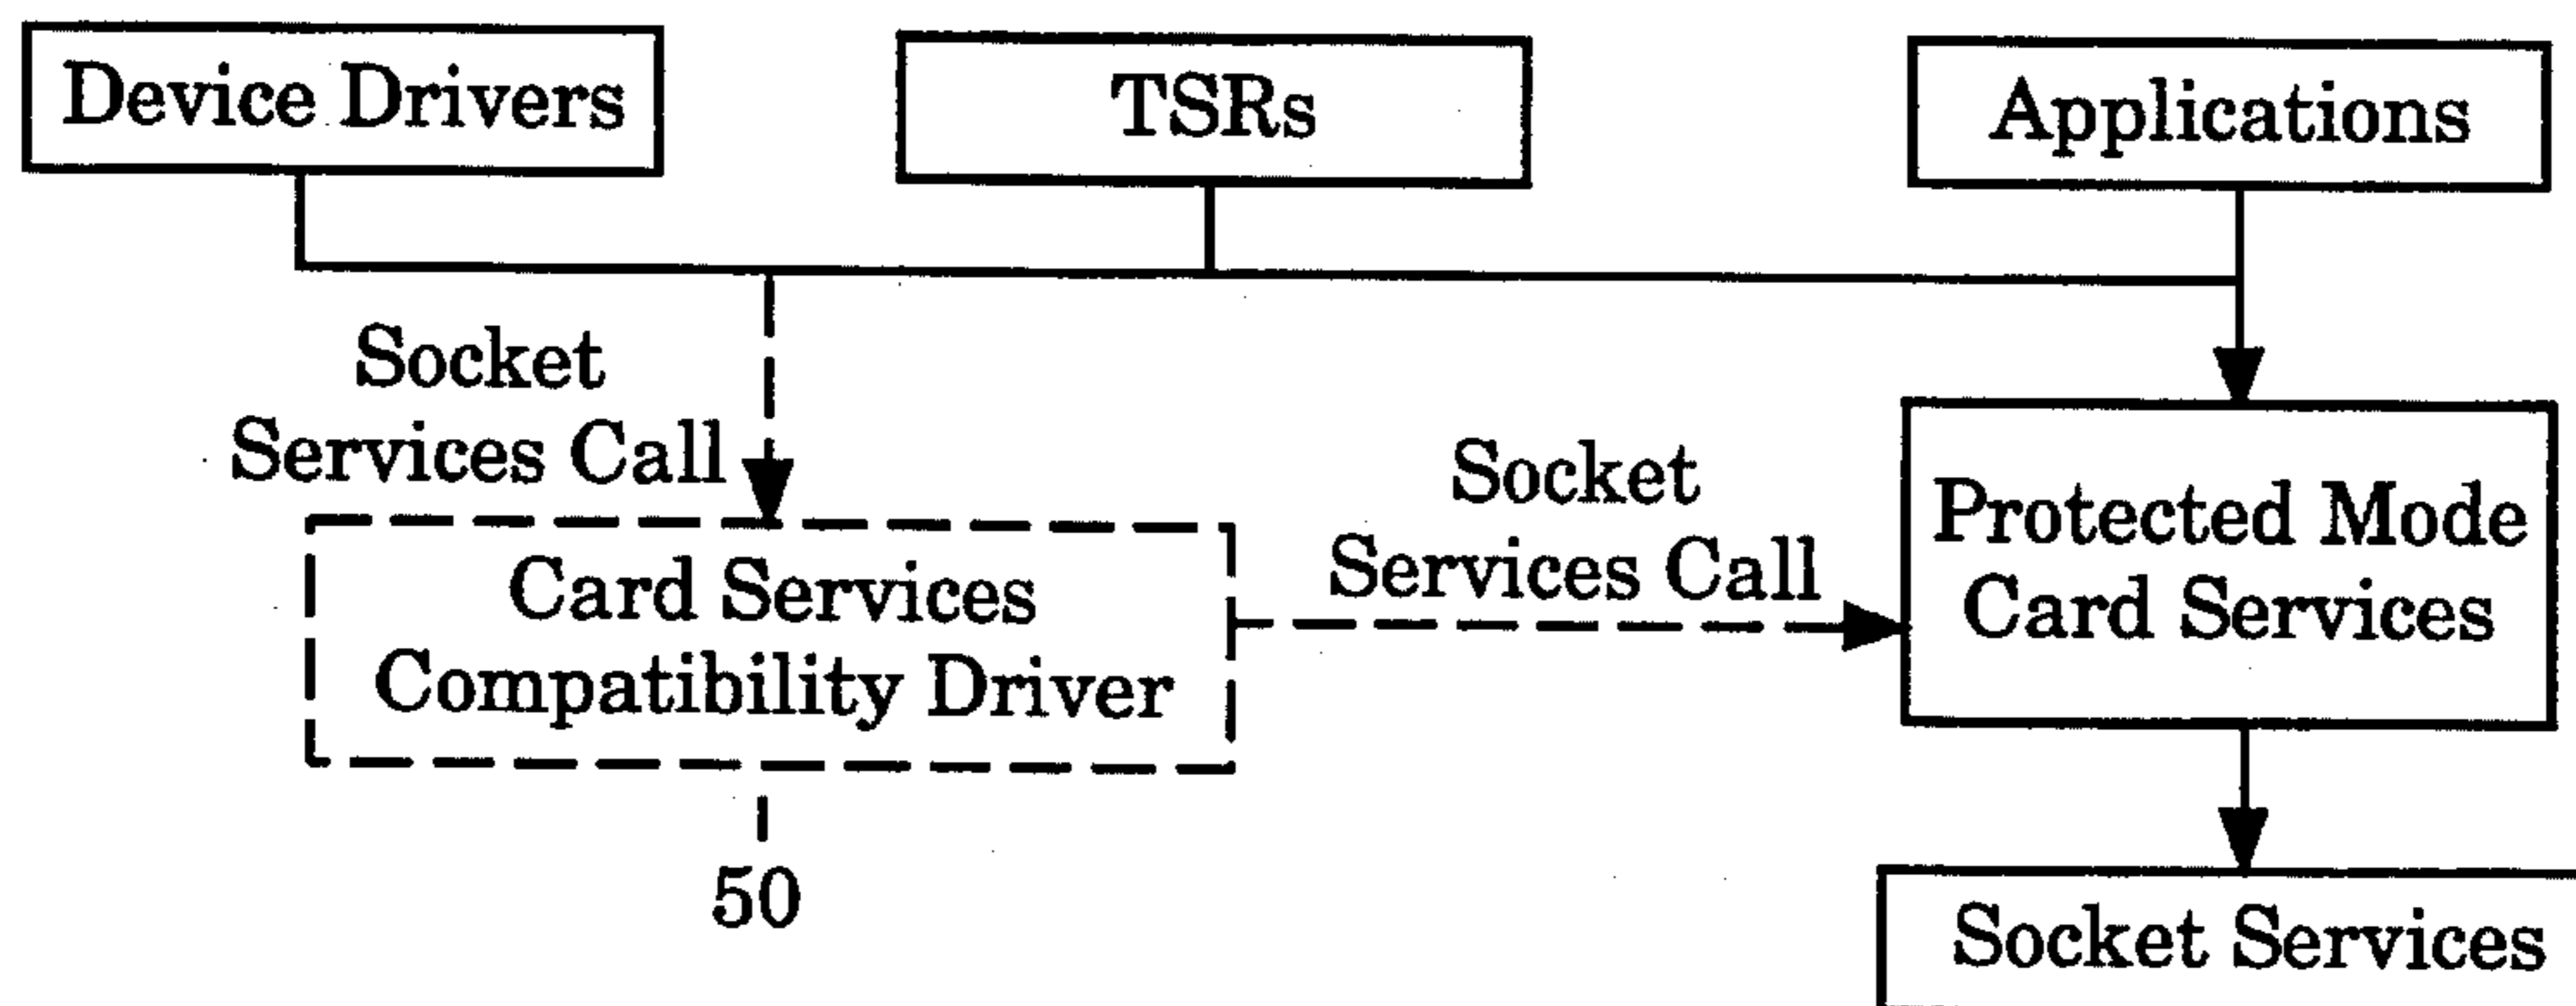 Device Drivers
TSRs
Applications
Socket
Services Call
Socket
Services Call
Protected Mode
Card Services
Card Services
Compatibility Driver
50
Socket Services